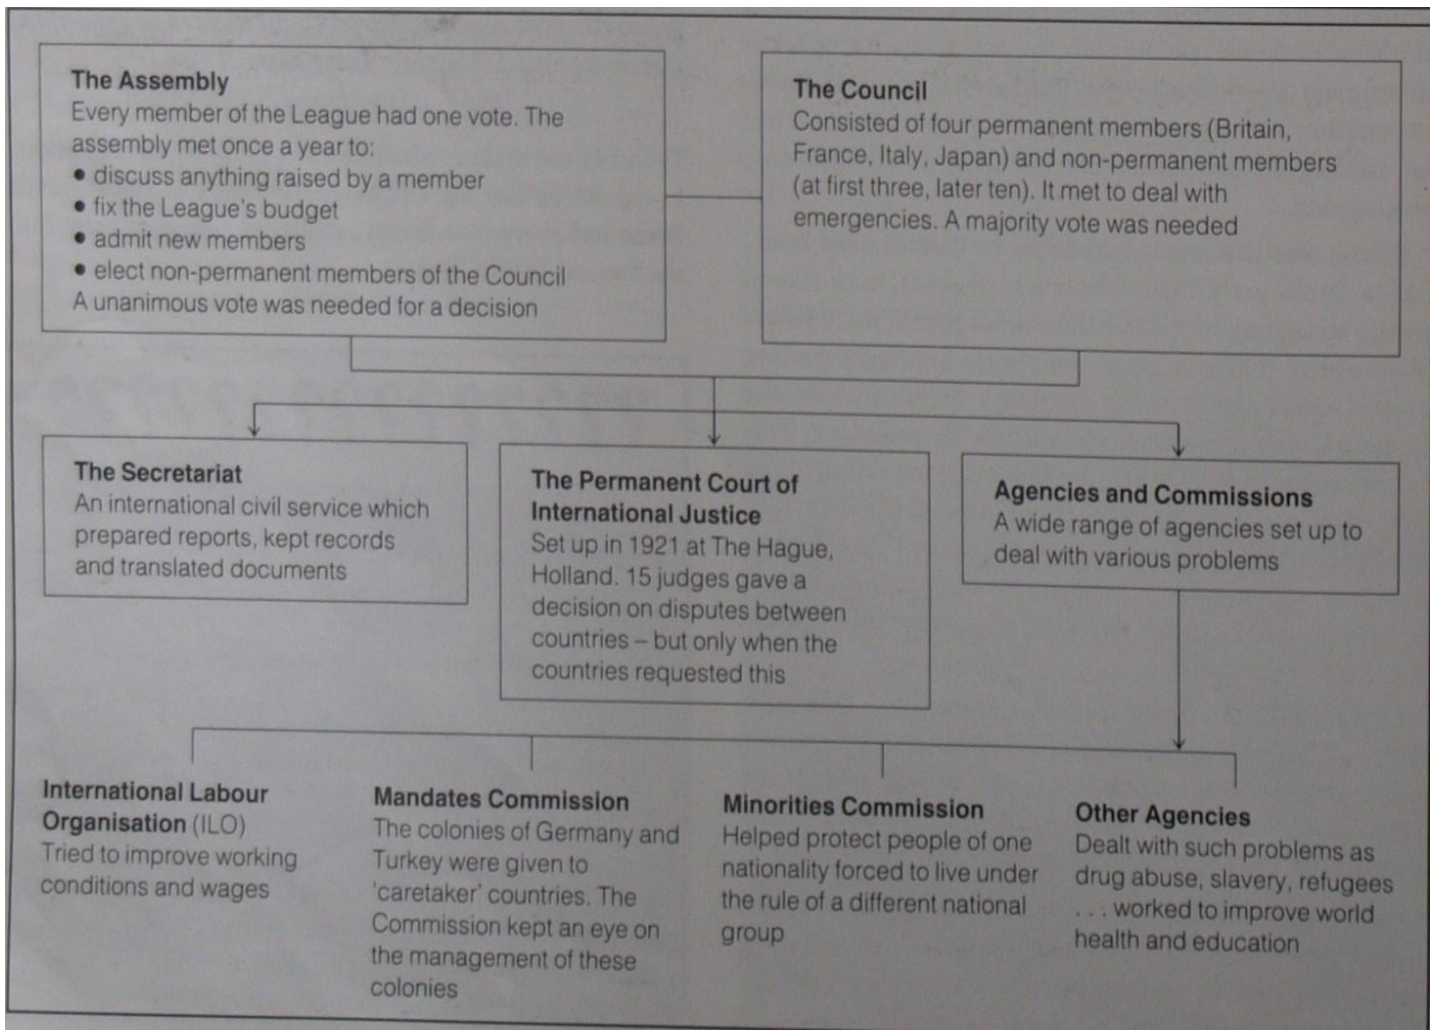 The Assembly
Every member of the League had one vote. The
assembly met once a year to:
• discuss anything raised by a member
• fix the League's budget
• admit new members
• elect non-permanent members of the Council
A unanimous vote was needed for a decision
The Council
Consisted of four permanent members (Britain,
France, Italy, Japan) and non-permanent members
(at first three, later ten). It met to deal with
emergencies. A majority vote was needed
The Secretariat
An international civil service which
prepared reports, kept records
and translated documents
The Permanent Court of
International Justice
Set up in 1921 at The Hague,
Holland. 15 judges gave a
decision on disputes between
countries – but only when the
countries requested this
Agencies and Commissions
A wide range of agencies set up to
deal with various problems
International Labour
Organisation (ILO)
Tried to improve working
conditions and wages
Mandates Commission
The colonies of Germany and
Turkey were given to
'caretaker' countries. The
Commission kept an eye on
the management of these
colonies
Minorities Commission
Helped protect people of one
nationality forced to live under
the rule of a different national
group
Other Agencies
Dealt with such problems as
drug abuse, slavery, refugees
. . . worked to improve world
health and education